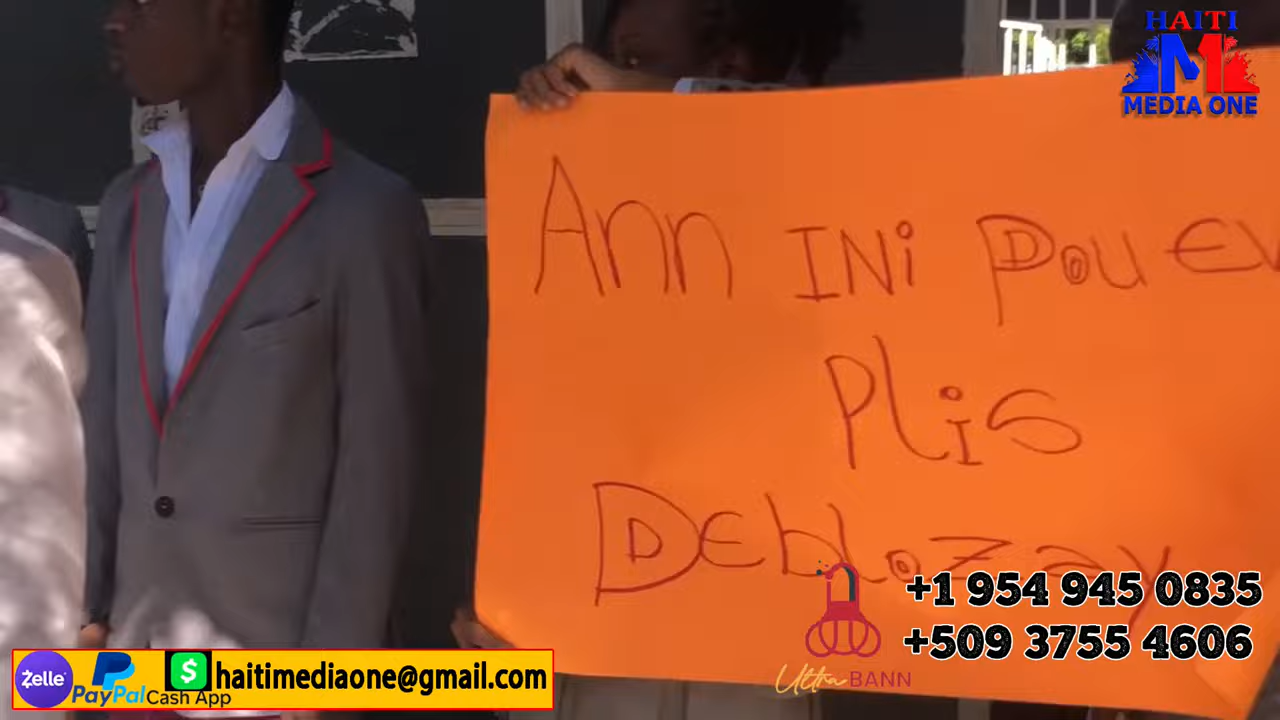 HAITI
MEDIA ONE
Ann INi pou EV
Plis
DEblozay
+1 954 945 0835
+509 3755 4606
Ultra BANN
Zelle
PayPal
Cash App
haitimediaone@gmail.com